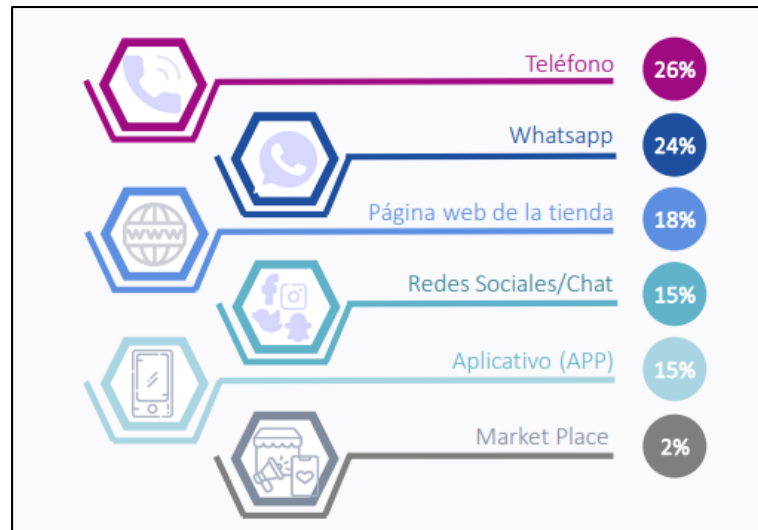 Teléfono 26%
Whatsapp 24%
WWW
Página web de la tienda 18%
Redes Sociales/Chat 15%
Aplicativo (APP) 15%
Market Place 2%